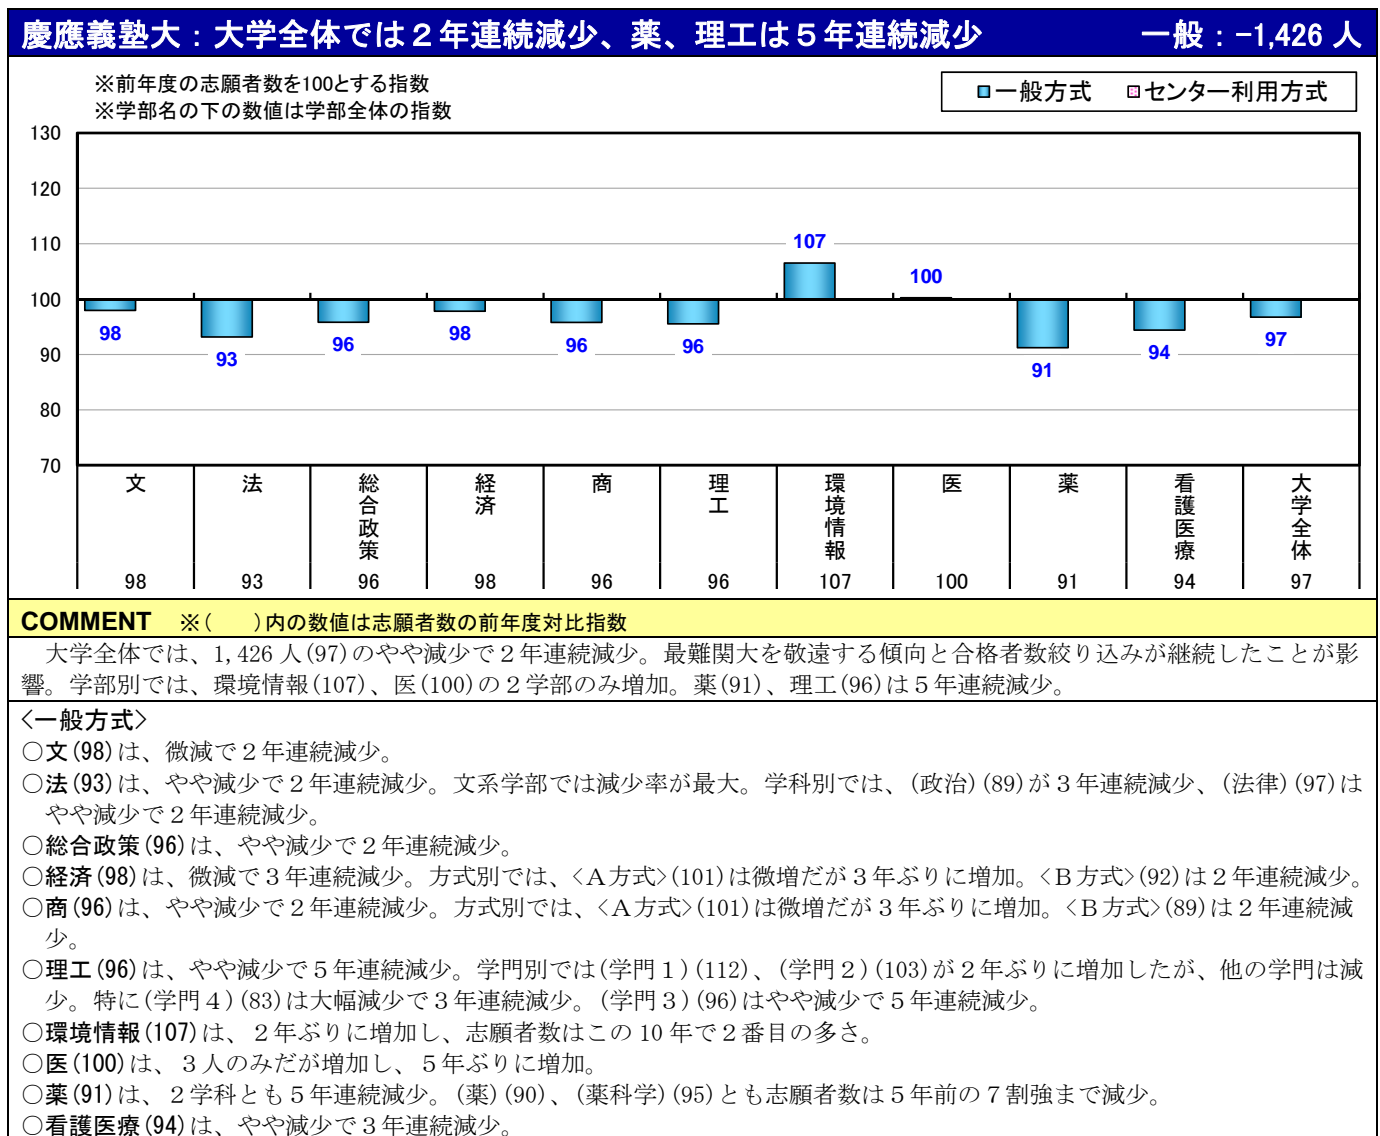 慶應義塾大：大学全体では２年連続減少、薬、理工は５年連続減少　一般：−1,426 人
※前年度の志願者数を100とする指数
※学部名の下の数値は学部全体の指数
一般方式　センター利用方式
130
120
110
100
90
80
70
98
93
96
98
96
96
107
100
91
94
97
文　法　総合政策　経済　商　理工　環境情報　医　薬　看護医療　大学全体
98　93　96　98　96　96　107　100　91　94　97
COMMENT　※(　　)内の数値は志願者数の前年度対比指数
大学全体では、1,426 人(97)のやや減少で２年連続減少。最難関大を敬遠する傾向と合格者数絞り込みが継続したことが影
響。学部別では、環境情報(107)、医(100)の２学部のみ増加。薬(91)、理工(96)は５年連続減少。
〈一般方式〉
○文(98)は、微減で２年連続減少。
○法(93)は、やや減少で２年連続減少。文系学部では減少率が最大。学科別では、(政治)(89)が３年連続減少、(法律)(97)は
やや減少で２年連続減少。
○総合政策(96)は、やや減少で２年連続減少。
○経済(98)は、微減で３年連続減少。方式別では、<Ａ方式>(101)は微増だが３年ぶりに増加。<Ｂ方式>(92)は２年連続減少。
○商(96)は、やや減少で２年連続減少。方式別では、<Ａ方式>(101)は微増だが３年ぶりに増加。<Ｂ方式>(89)は２年連続減
少。
○理工(96)は、やや減少で５年連続減少。学門別では(学門１)(112)、(学門２)(103)が２年ぶりに増加したが、他の学門は減
少。特に(学門４)(83)は大幅減少で３年連続減少。(学門３)(96)はやや減少で５年連続減少。
○環境情報(107)は、２年ぶりに増加し、志願者数はこの 10 年で２番目の多さ。
○医(100)は、３人のみだが増加し、５年ぶりに増加。
○薬(91)は、２学科とも５年連続減少。(薬)(90)、(薬科学)(95)とも志願者数は５年前の７割強まで減少。
○看護医療(94)は、やや減少で３年連続減少。